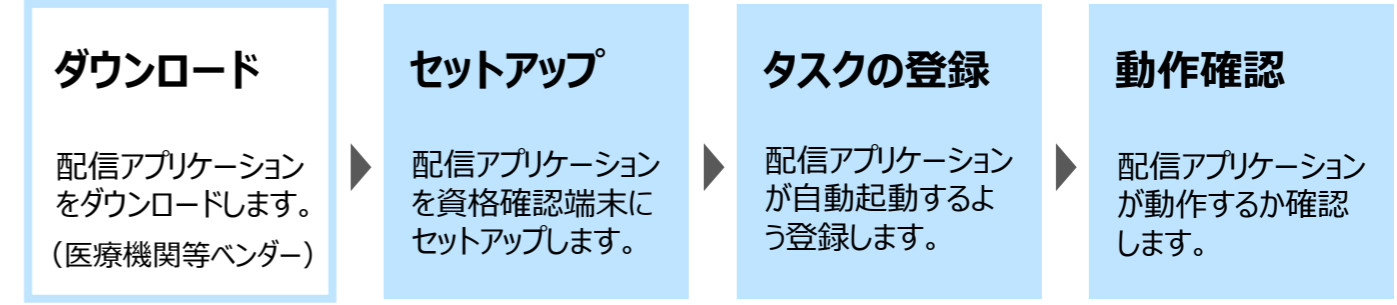 ダウンロード
配信アプリケーション
をダウンロードします。
（医療機関等ベンダー）
セットアップ
配信アプリケーション
を資格確認端末に
セットアップします。
タスクの登録
配信アプリケーション
が自動起動するよ
う登録します。
動作確認
配信アプリケーション
が動作するか確認
します。